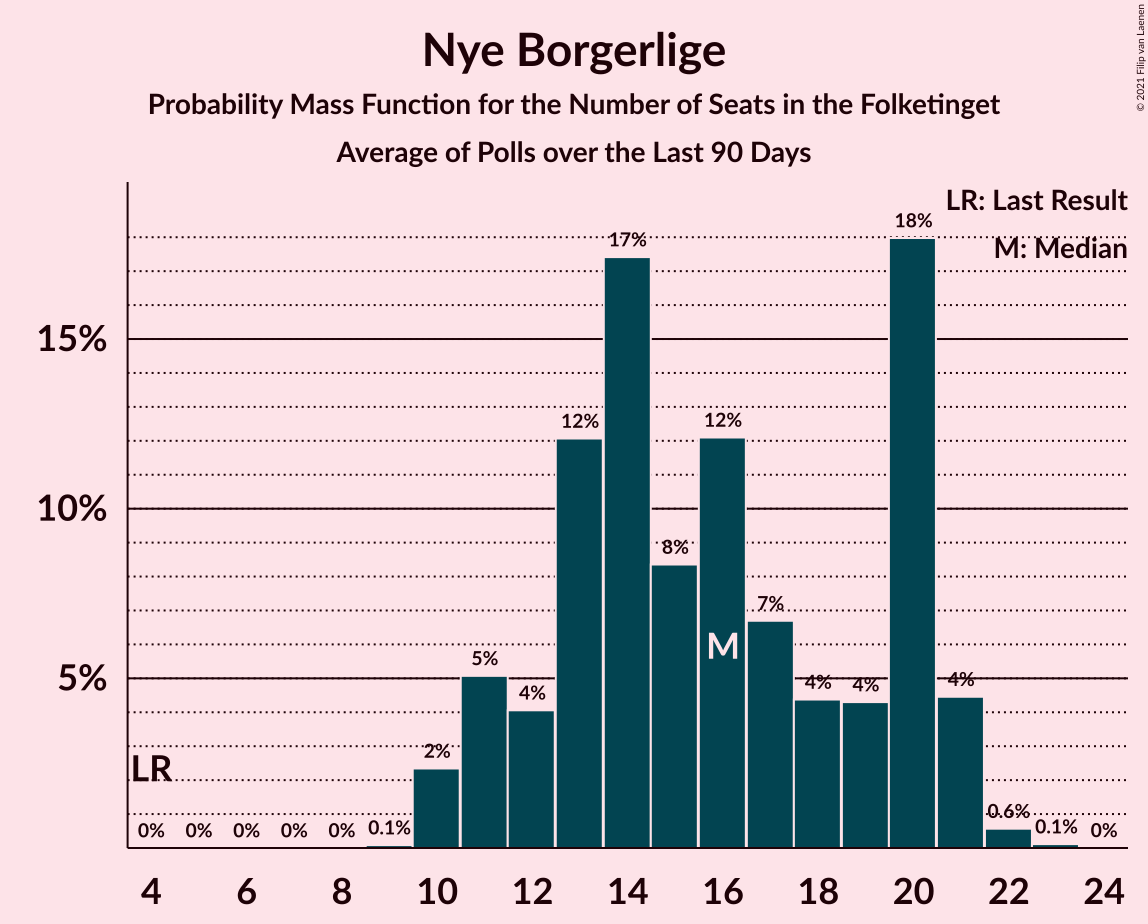 Nye Borgerlige
Probability Mass Function for the Number of Seats in the Folketinget
Average of Polls over the Last 90 Days
© 2021 Filip van Laenen
LR: Last Result
M: Median
15%
10%
5%
LR
M
0%
0%
0%
0%
0%
0.1%
2%
5%
4%
12%
17%
8%
12%
7%
4%
4%
18%
4%
0.6%
0.1%
0%
4 6 8 10 12 14 16 18 20 22 24